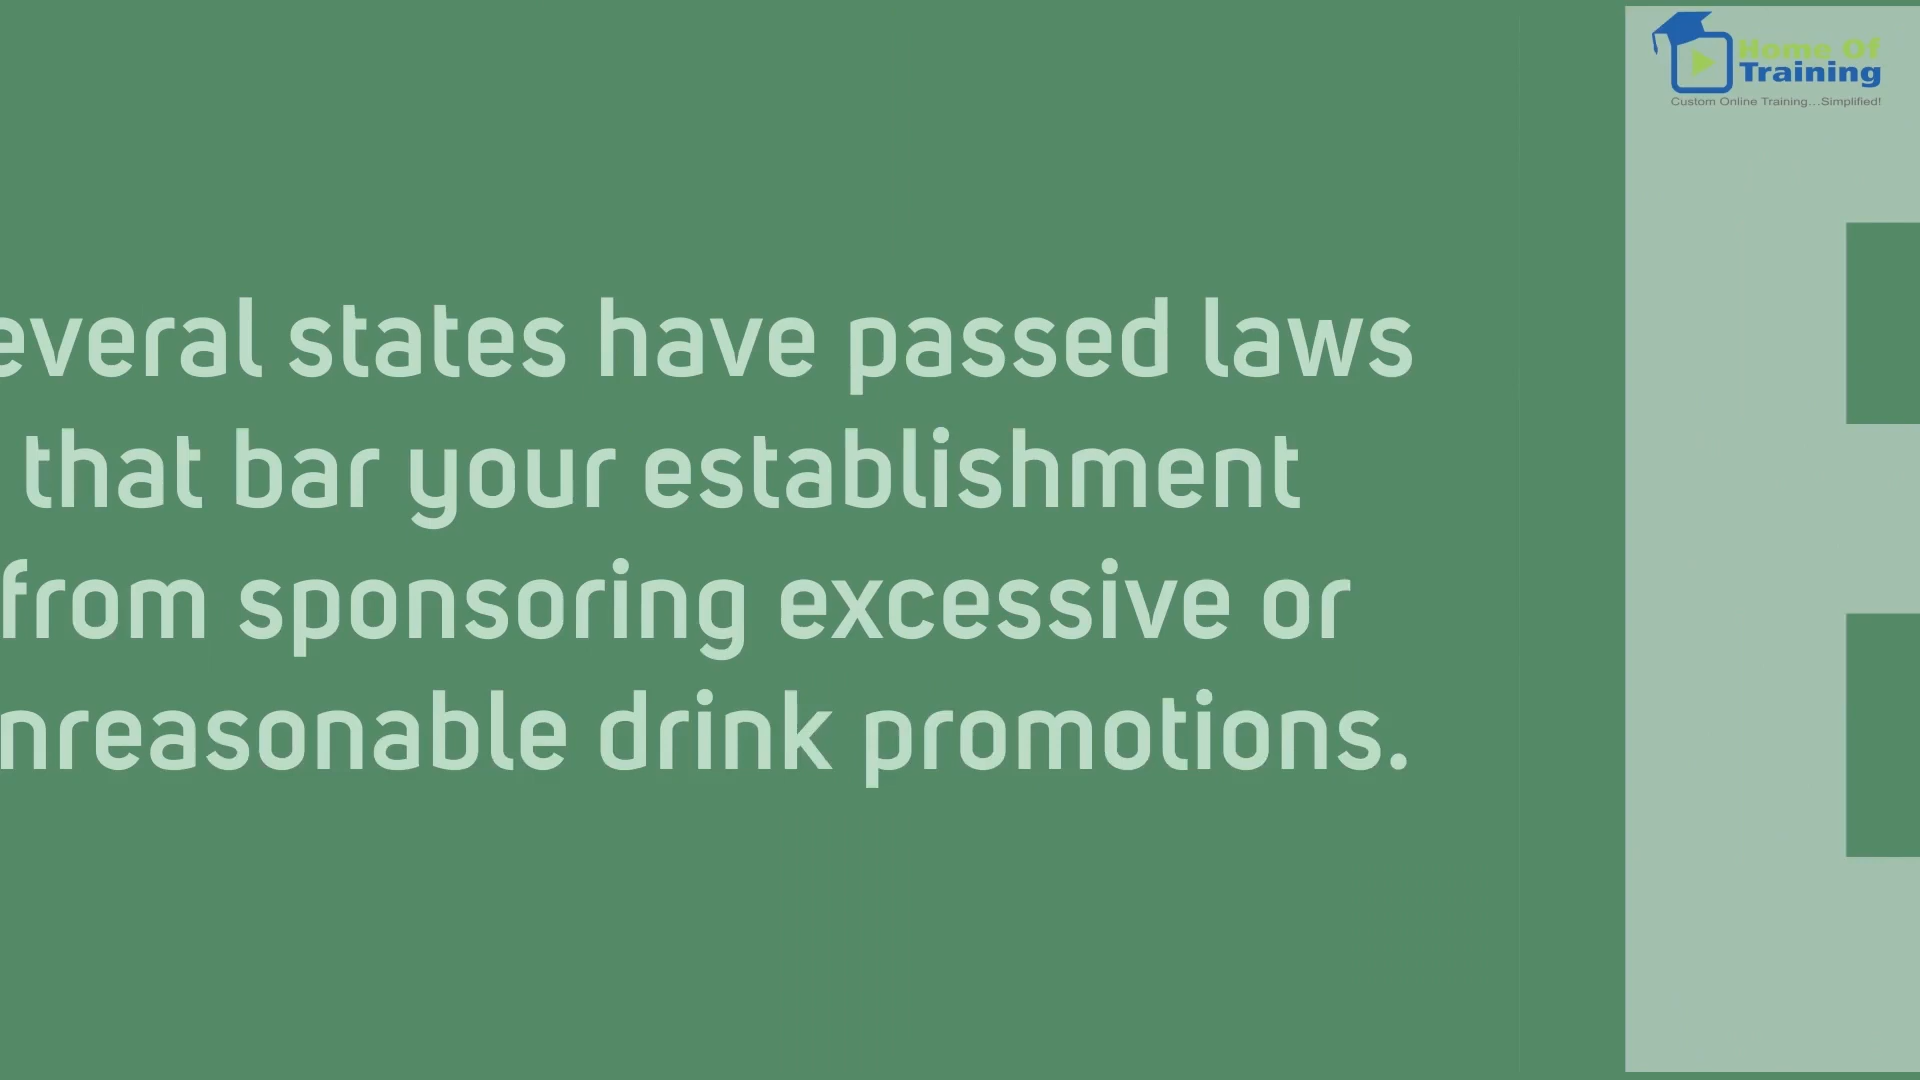 everal states have passed laws
that bar your establishment
from sponsoring excessive or
nreasonable drink promotions.
Home Of
Training
Custom Online Training...Simplified!